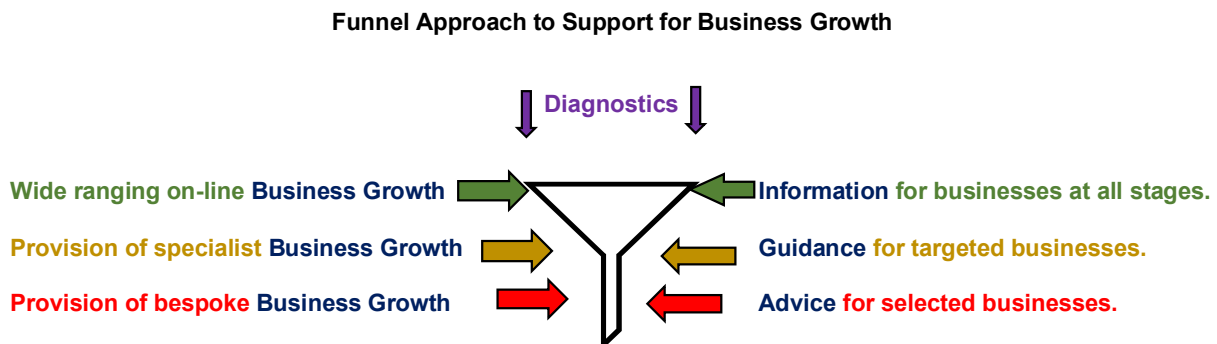 Funnel Approach to Support for Business Growth
Diagnostics
Wide ranging on-line Business Growth Information for businesses at all stages.
Provision of specialist Business Growth Guidance for targeted businesses.
Provision of bespoke Business Growth Advice for selected businesses.